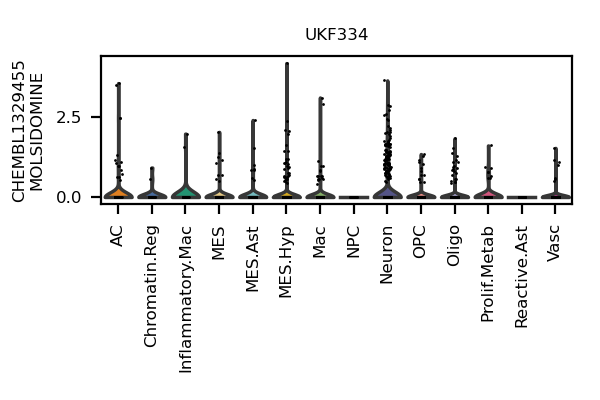 UKF334
CHEMBL1329455
MOLSIDOMINE
2.5
0.0
AC
Chromatin.Reg
Inflammatory.Mac
MES
MES.Ast
MES.Hyp
Mac
NPC
Neuron
OPC
Oligo
Prolif.Metab
Reactive.Ast
Vasc